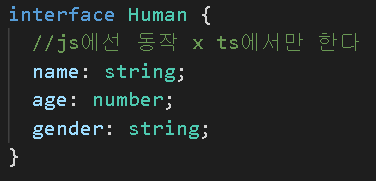 interface Human {
//js에선 동작 x ts에서만 한다
name: string;
age: number;
gender: string;
}